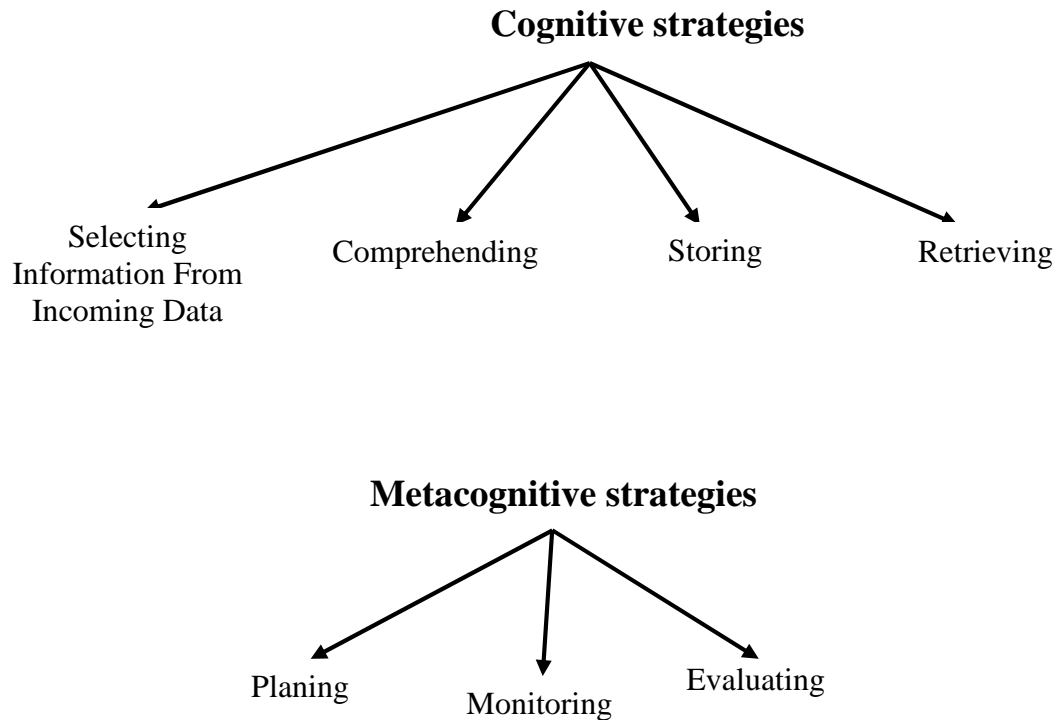 Cognitive strategies
Selecting
Information From
Incoming Data
Comprehending
Storing
Retrieving
Metacognitive strategies
Planing
Monitoring
Evaluating